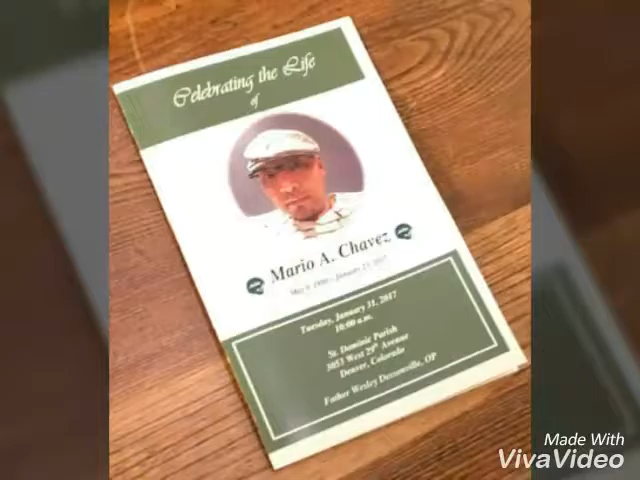 Celebrating the Life
of
Mario A. Chavez
Tuesday, January 31, 2017
10:00 a.m.
St. Dominic Parish
3053 West 29th Avenue
Denver, Colorado
Father Wesley OP
Made With
VivaVideo